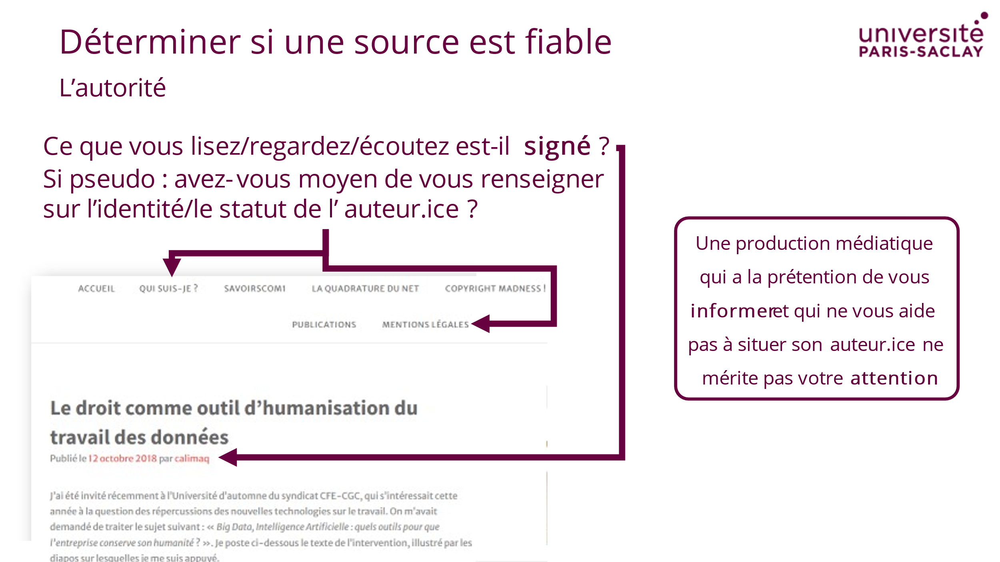 Déterminer si une source est fiable
université
PARIS-SACLAY
L’autorité
Ce que vous lisez/regardez/écoutez est-il signé ?
Si pseudo : avez-vous moyen de vous renseigner
sur l’identité/le statut de l’ auteur.ice ?
Une production médiatique
qui a la prétention de vous
informer et qui ne vous aide
pas à situer son auteur.ice ne
mérite pas votre attention
ACCUEIL QUI SUIS-JE ? SAVOIRSCOM1 LA QUADRATURE DU NET COPYRIGHT MADNESS !
PUBLICATIONS MENTIONS LÉGALES
Le droit comme outil d’humanisation du
travail des données
Publié le 12 octobre 2018 par calimaq
J’ai été invité récemment à l’Université d’automne du syndicat CFE-CGC, qui s’intéressait cette
année à la question des répercussions des nouvelles technologies sur le travail. On m’avait
demandé de traiter le sujet suivant : « Big Data, Intelligence Artificielle : quels outils pour que
l’entreprise conserve son humanité ? ». Je poste ci-dessous le texte de l’intervention, illustré par les
diapos sur lesquelles je me suis appuyé.